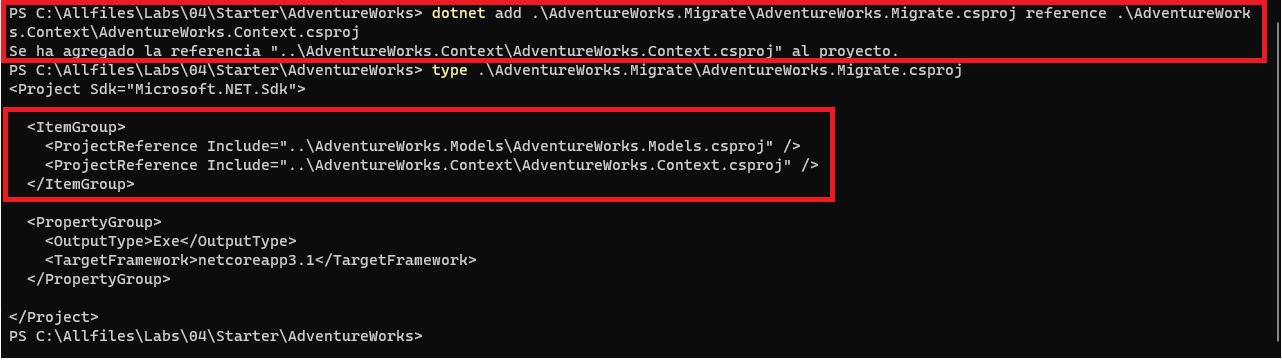 PS C:\Allfiles\Labs\04\Starter\AdventureWorks> dotnet add .\AdventureWorks.Migrate\AdventureWorks.Migrate.csproj reference .\AdventureWork
s.Context\AdventureWorks.Context.csproj
Se ha agregado la referencia "..\AdventureWorks.Context\AdventureWorks.Context.csproj" al proyecto.
PS C:\Allfiles\Labs\04\Starter\AdventureWorks> type .\AdventureWorks.Migrate\AdventureWorks.Migrate.csproj
<Project Sdk="Microsoft.NET.Sdk">

  <ItemGroup>
    <ProjectReference Include="..\AdventureWorks.Models\AdventureWorks.Models.csproj" />
    <ProjectReference Include="..\AdventureWorks.Context\AdventureWorks.Context.csproj" />
  </ItemGroup>

  <PropertyGroup>
    <OutputType>Exe</OutputType>
    <TargetFramework>netcoreapp3.1</TargetFramework>
  </PropertyGroup>

</Project>
PS C:\Allfiles\Labs\04\Starter\AdventureWorks>